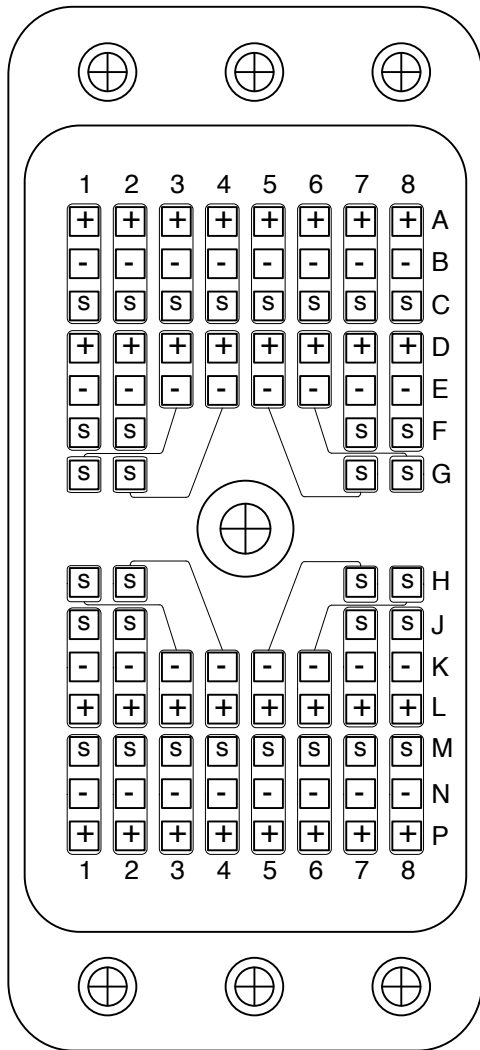 1 2 3 4 5 6 7 8
+ + + + + + + + A
- - - - - - - - B
S S S S S S S S C
+ + + + + + + + D
- - - - - - - - E
S S S S F
S S S S G
S S S S H
S S S S J
- - - - - - - - K
+ + + + + + + + L
S S S S S S S S M
- - - - - - - - N
+ + + + + + + + P
1 2 3 4 5 6 7 8